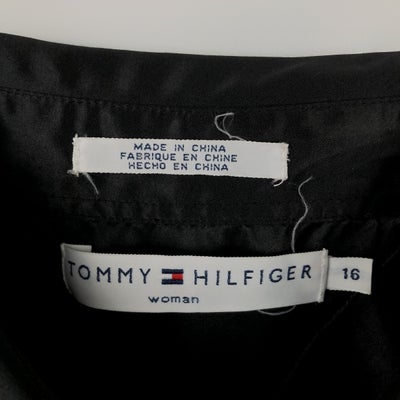 MADE IN CHINA
FABRIQUE EN CHINE
HECHO EN CHINA
TOMMY HILFIGER
16
woman